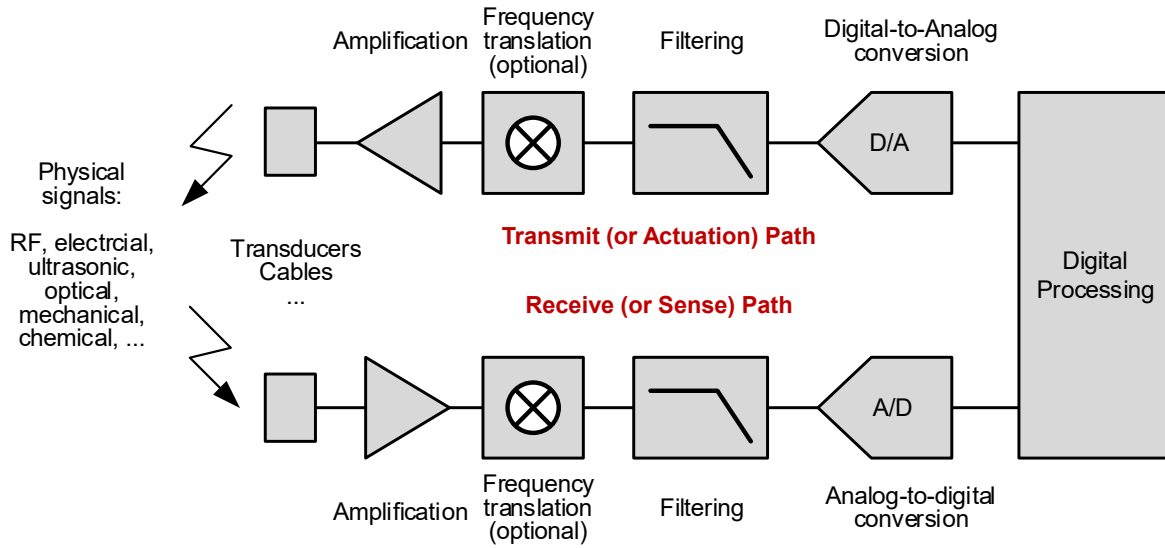 Amplification
Frequency
translation
(optional)
Filtering
Digital-to-Analog
conversion
D/A
Physical
signals:
RF, electrcial,
ultrasonic,
optical,
mechanical,
chemical, ...
Transducers
Cables
...
Transmit (or Actuation) Path
Receive (or Sense) Path
Digital
Processing
A/D
Amplification
Frequency
translation
(optional)
Filtering
Analog-to-digital
conversion